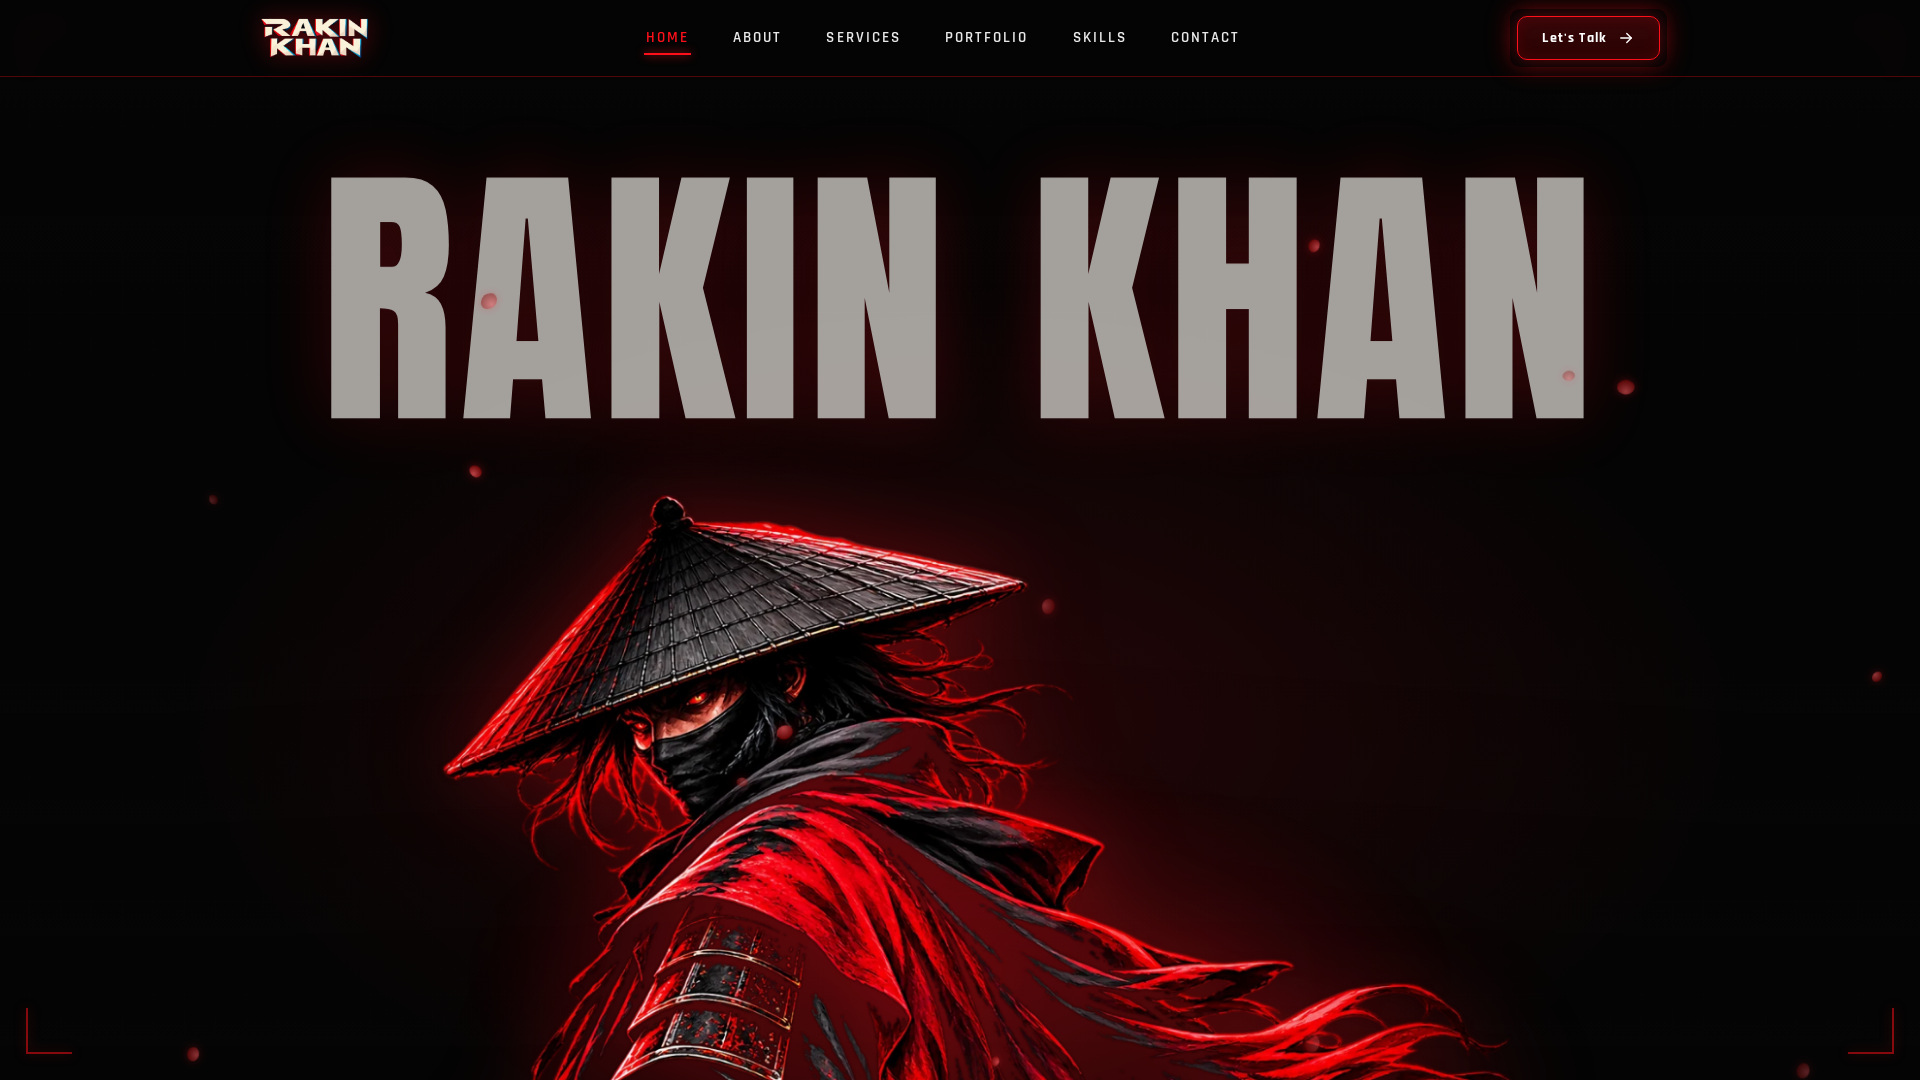 RAKIN
KHAN
HOME
ABOUT
SERVICES
PORTFOLIO
SKILLS
CONTACT
Let's Talk
RAKIN KHAN